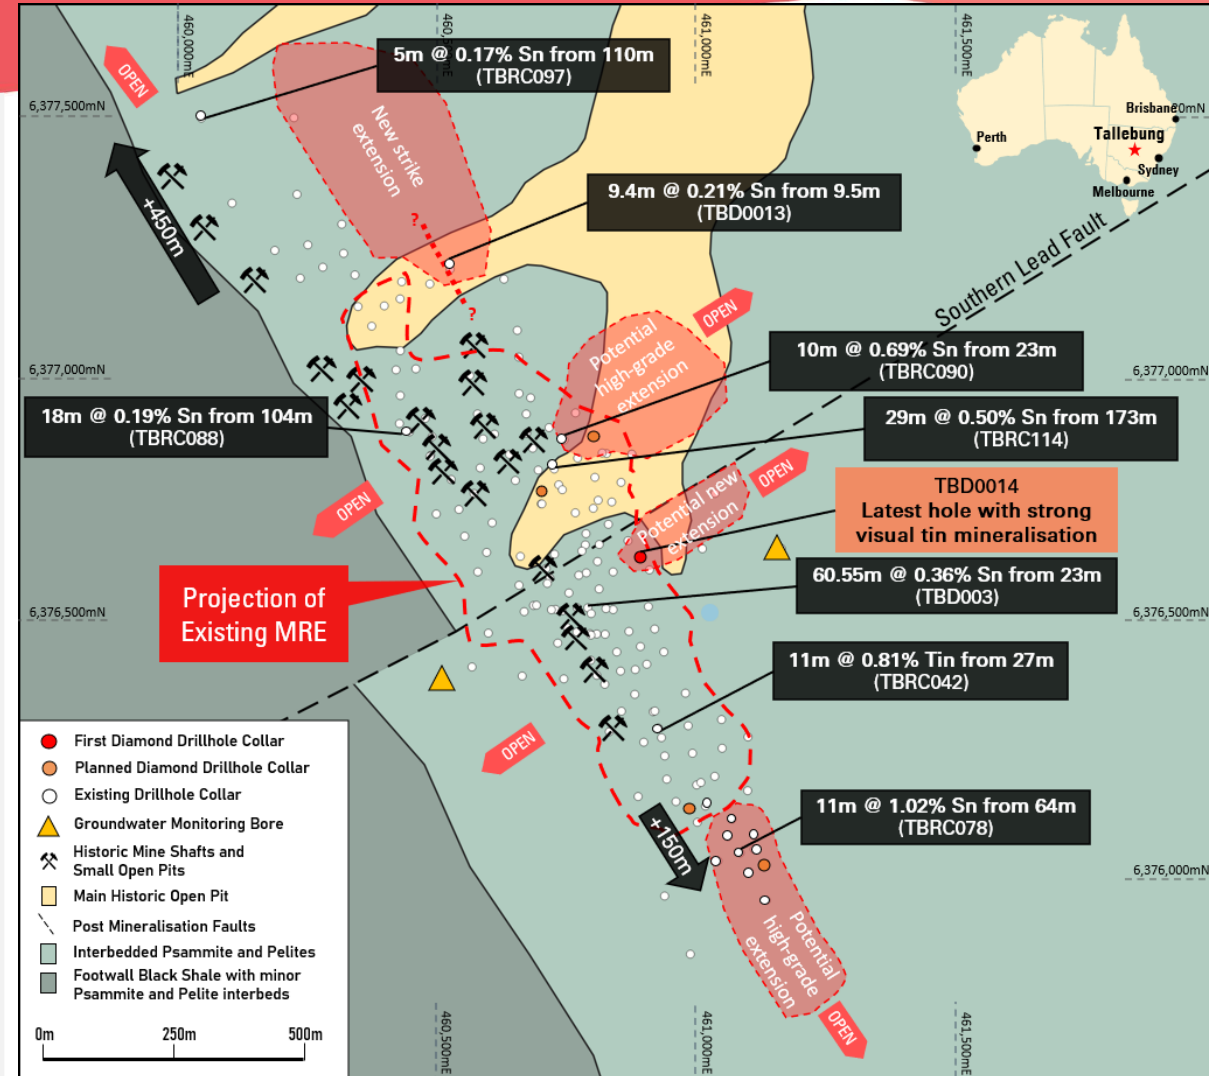 460,000mE
460,5
461,000mE
461,500mE
5m @ 0.17% Sn from 110m
(TBRC097)
OPEN
6,377,500mN
Brisbane
20mN
Perth
Tallebung
Sydney
Melbourne
New strike
extension
9.4m @ 0.21% Sn from 9.5m
(TBD0013)
+450m
?
?
Southern Lead Fault
OPEN
Potential
high-grade
extension
10m @ 0.69% Sn from 23m
(TBRC090)
6,377,000mN
6,377,000mN
18m @ 0.19% Sn from 104m
(TBRC088)
29m @ 0.50% Sn from 173m
(TBRC114)
OPEN
OPEN
Potential new
extension
TBD0014
Latest hole with strong
visual tin mineralisation
60.55m @ 0.36% Sn from 23m
(TBD003)
Projection of
Existing MRE
6,376,500mN
6,376,500mN
11m @ 0.81% Tin from 27m
(TBRC042)
OPEN
11m @ 1.02% Sn from 64m
(TBRC078)
+150m
6,376,000mN
Potential
high-grade
extension
OPEN
First Diamond Drillhole Collar
Planned Diamond Drillhole Collar
Existing Drillhole Collar
Groundwater Monitoring Bore
Historic Mine Shafts and
Small Open Pits
Main Historic Open Pit
Post Mineralisation Faults
Interbedded Psammite and Pelites
Footwall Black Shale with minor
Psammite and Pelite interbeds
0m 250m 500m
460,500mE
461,000mE
461,500mE